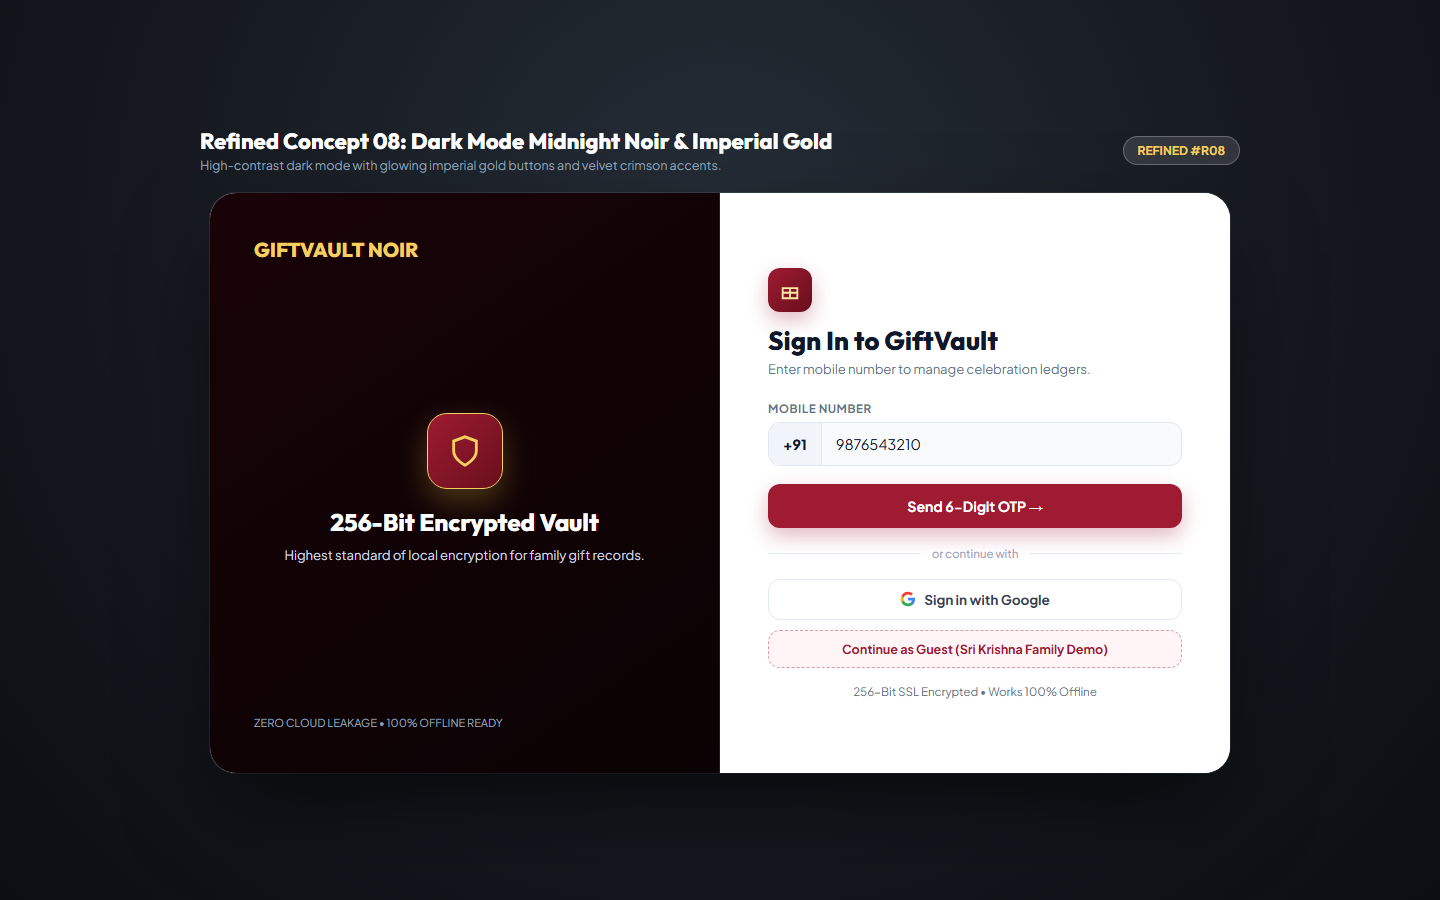 Refined Concept 08: Dark Mode Midnight Noir & Imperial Gold
High-contrast dark mode with glowing imperial gold buttons and velvet crimson accents.
REFINED #R08
GIFTVAULT NOIR
256-Bit Encrypted Vault
Highest standard of local encryption for family gift records.
ZERO CLOUD LEAKAGE • 100% OFFLINE READY
Sign In to GiftVault
Enter mobile number to manage celebration ledgers.
MOBILE NUMBER
+91 9876543210
Send 6-Digit OTP →
or continue with
Sign in with Google
Continue as Guest (Sri Krishna Family Demo)
256-Bit SSL Encrypted • Works 100% Offline